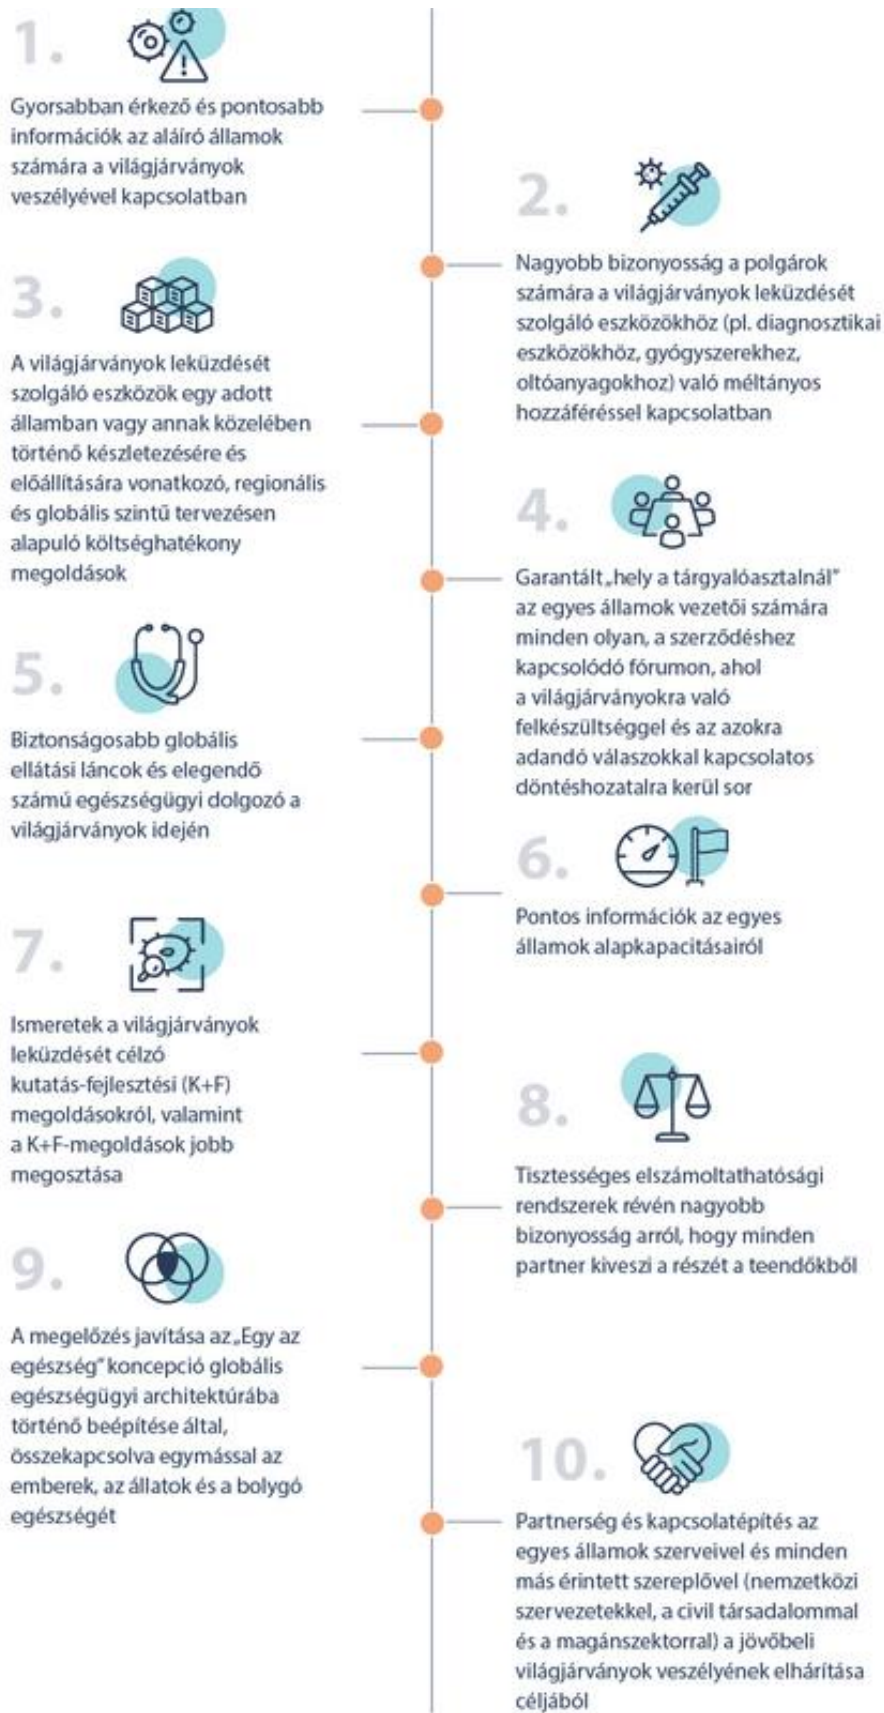 1.
Gyorsabban érkező és pontosabb
információk az aláíró államok
számára a világjárványok
veszélyével kapcsolatban
2.
Nagyobb bizonyosság a polgárok
számára a világjárványok leküzdését
szolgáló eszközökhöz (pl. diagnosztikai
eszközökhöz, gyógyszerekhez,
oltóanyagokhoz) való méltányos
hozzáféréssel kapcsolatban
3.
A világjárványok leküzdését
szolgáló eszközök egy adott
államban vagy annak közelében
történő készletezésére és
előállítására vonatkozó, regionális
és globális szintű tervezésen
alapuló költséghatékony
megoldások
4.
Garantált „hely a tárgyalóasztalnál”
az egyes államok vezetői számára
minden olyan, a szerződéshez
kapcsolódó fórumon, ahol
a világjárványokra való
felkészültséggel és az azokra
adandó válaszokkal kapcsolatos
döntéshozatalra kerül sor
5.
Biztonságosabb globális
ellátási láncok és elegendő
számú egészségügyi dolgozó a
világjárványok idején
6.
Pontos információk az egyes
államok alapkapacitásairól
7.
Ismeretek a világjárványok
leküzdését célzó
kutatás-fejlesztési (K+F)
megoldásokról, valamint
a K+F-megoldások jobb
megosztása
8.
Tisztességes elszámoltathatósági
rendszerek révén nagyobb
bizonyosság arról, hogy minden
partner kiveszi a részét a teendőkből
9.
A megelőzés javítása az „Egy az
egészség” koncepció globális
egészségügyi architektúrába
történő beépítése által,
összekapcsolva egymással az
emberek, az állatok és a bolygó
egészségét
10.
Partnerség és kapcsolatépítés az
egyes államok szerveivel és minden
más érintett szereplővel (nemzetközi
szervezetekkel, a civil társadalommal
és a magánszektorral) a jövőbeli
világjárványok veszélyének elhárítása
céljából